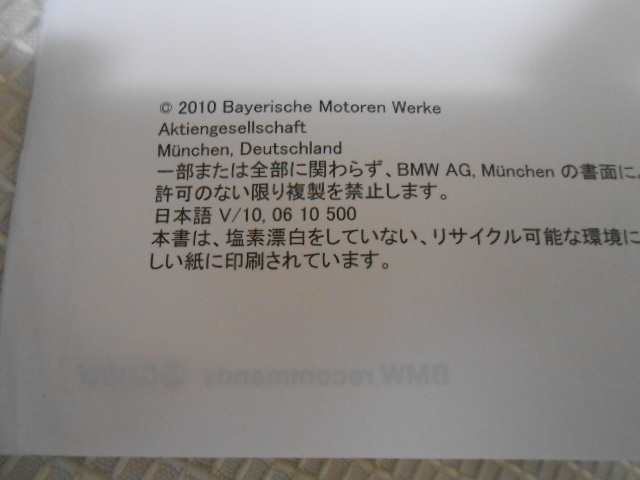 © 2010 Bayerische Motoren Werke
Aktiengesellschaft
München, Deutschland
一部または全部に関わらず、BMW AG, München の書面によ
許可のない限り複製を禁止します。
日本語 V/10, 06 10 500
本書は、塩素漂白をしていない、リサイクル可能な環境に
しい紙に印刷されています。
BMW recommends Castrol